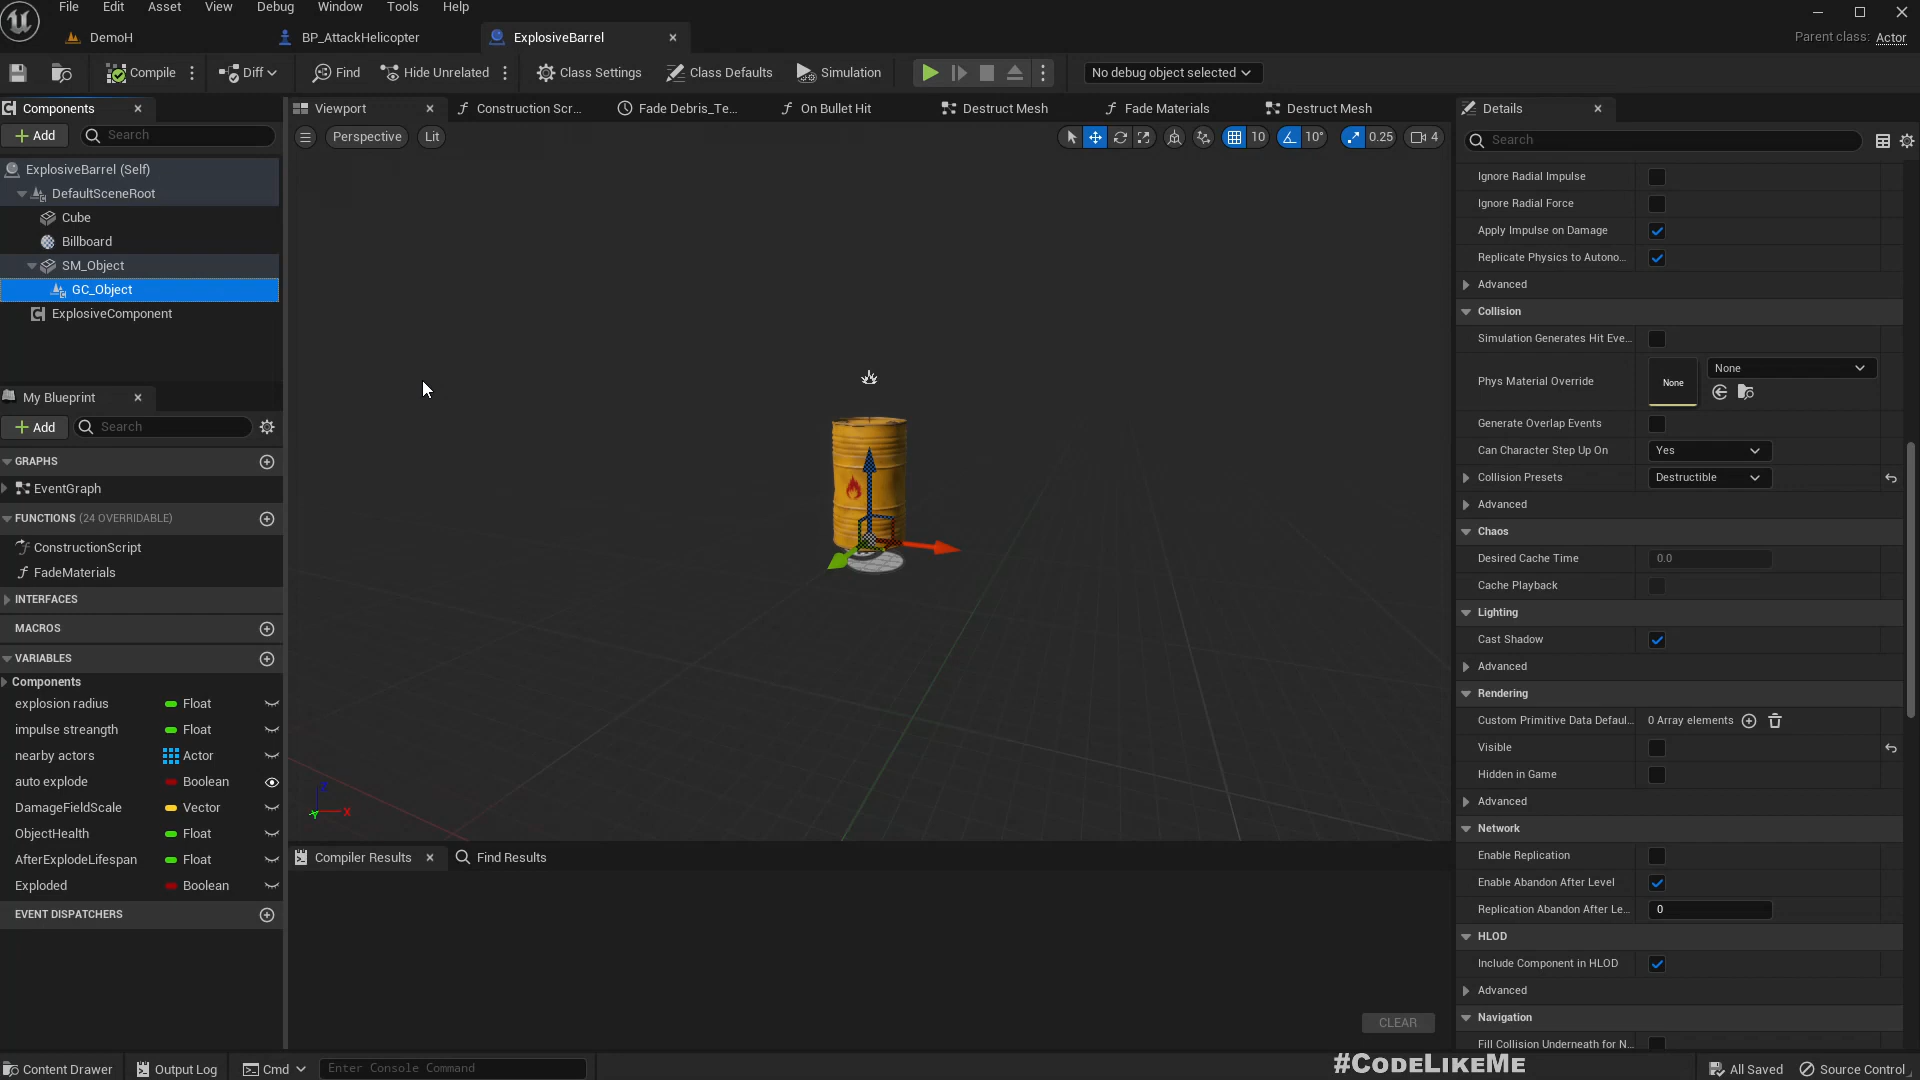 File Edit Asset View Debug Window Tools Help
DemoH BP_AttackHelicopter ExplosiveBarrel Parent class: Actor
Compile Diff Find Hide Unrelated Class Settings Class Defaults Simulation No debug object selected
Components Viewport Construction Scr... Fade Debris_Te... On Bullet Hit Destruct Mesh Fade Materials Destruct Mesh Details
Add Search Perspective Lit 10 10° 0.25 4 Search
ExplosiveBarrel (Self)
DefaultSceneRoot
Cube
Billboard
SM_Object
GC_Object
ExplosiveComponent
My Blueprint
Add Search
GRAPHS
EventGraph
FUNCTIONS (24 OVERRIDABLE)
ConstructionScript
FadeMaterials
INTERFACES
MACROS
VARIABLES
Components
explosion radius Float
impulse streangth Float
nearby actors Actor
auto explode Boolean
DamageFieldScale Vector
ObjectHealth Float
AfterExplodeLifespan Float
Exploded Boolean
EVENT DISPATCHERS
X
Compiler Results Find Results
CLEAR
Ignore Radial Impulse
Ignore Radial Force
Apply Impulse on Damage
Replicate Physics to Autono...
Advanced
Collision
Simulation Generates Hit Eve...
Phys Material Override None None
Generate Overlap Events
Can Character Step Up On Yes
Collision Presets Destructible
Advanced
Chaos
Desired Cache Time 0.0
Cache Playback
Lighting
Cast Shadow
Advanced
Rendering
Custom Primitive Data Defaul... 0 Array elements
Visible
Hidden in Game
Advanced
Network
Enable Replication
Enable Abandon After Level
Replication Abandon After Le... 0
HLOD
Include Component in HLOD
Advanced
Navigation
Fill Collision Underneath for N...
Content Drawer Output Log Cmd Enter Console Command #CodeLikeMe All Saved Source Control